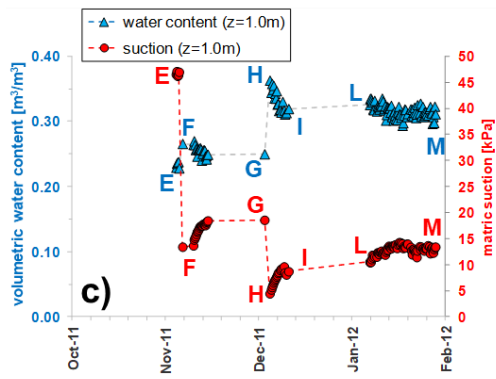 water content (z=1.0m)
suction (z=1.0m)
volumetric water content [m³/m³]
0.40
0.30
0.20
0.10
0.00
50
45
40
35
30
25
20
15
10
5
0
matric suction [kPa]
E
F
E
F
G
G
H
H
I
I
L
L
M
M
c)
Oct-11
Nov-11
Dec-11
Jan-12
Feb-12